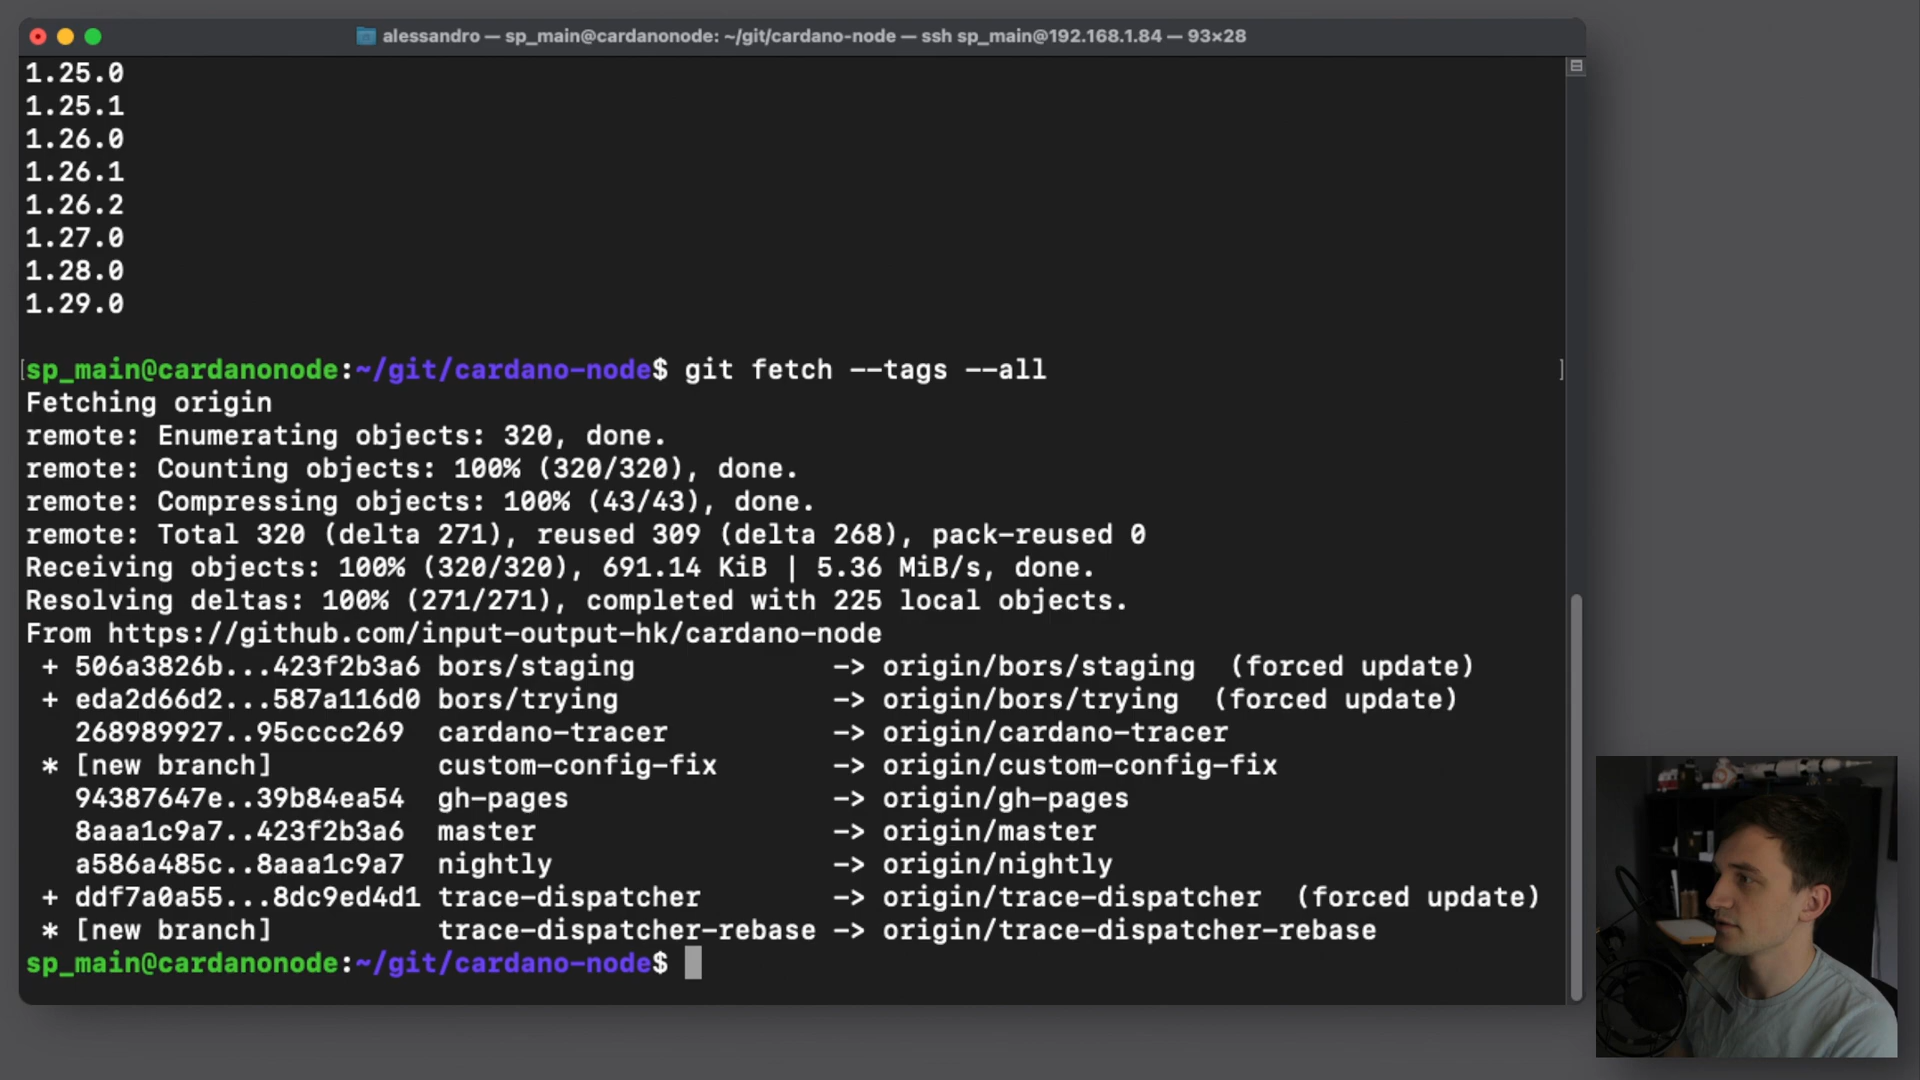 alessandro — sp_main@cardanonode: ~/git/cardano-node — ssh sp_main@192.168.1.84 — 93×28
1.25.0
1.25.1
1.26.0
1.26.1
1.26.2
1.27.0
1.28.0
1.29.0
[sp_main@cardanonode:~/git/cardano-node$ git fetch --tags --all ]
Fetching origin
remote: Enumerating objects: 320, done.
remote: Counting objects: 100% (320/320), done.
remote: Compressing objects: 100% (43/43), done.
remote: Total 320 (delta 271), reused 309 (delta 268), pack-reused 0
Receiving objects: 100% (320/320), 691.14 KiB | 5.36 MiB/s, done.
Resolving deltas: 100% (271/271), completed with 225 local objects.
From https://github.com/input-output-hk/cardano-node
 + 506a3826b...423f2b3a6 bors/staging            -> origin/bors/staging  (forced update)
 + eda2d66d2...587a116d0 bors/trying             -> origin/bors/trying  (forced update)
   268989927..95cccc269  cardano-tracer          -> origin/cardano-tracer
 * [new branch]          custom-config-fix       -> origin/custom-config-fix
   94387647e..39b84ea54  gh-pages                -> origin/gh-pages
   8aaa1c9a7..423f2b3a6  master                  -> origin/master
   a586a485c..8aaa1c9a7  nightly                 -> origin/nightly
 + ddf7a0a55...8dc9ed4d1 trace-dispatcher        -> origin/trace-dispatcher  (forced update)
 * [new branch]          trace-dispatcher-rebase -> origin/trace-dispatcher-rebase
sp_main@cardanonode:~/git/cardano-node$